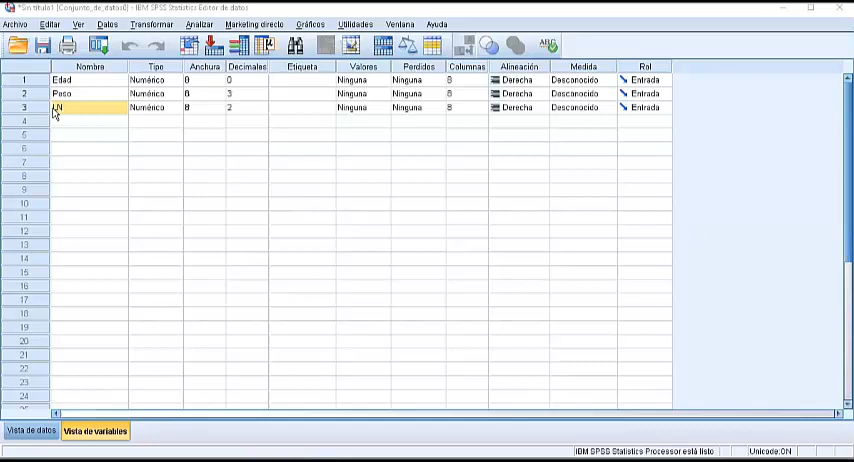 *Sin título1 [Conjunto_de_datos0] - IBM SPSS Statistics Editor de datos
Archivo Editar Ver Datos Transformar Analizar Marketing directo Gráficos Utilidades Ventana Ayuda
Nombre Tipo Anchura Decimales Etiqueta Valores Perdidos Columnas Alineación Medida Rol
1 Edad Numérico 8 0 Ninguna Ninguna 8 Derecha Desconocido Entrada
2 Peso Numérico 8 3 Ninguna Ninguna 8 Derecha Desconocido Entrada
3 Numérico 8 2 Ninguna Ninguna 8 Derecha Desconocido Entrada
4
5
6
7
8
9
10
11
12
13
14
15
16
17
18
19
20
21
22
23
24
Vista de datos Vista de variables
IBM SPSS Statistics Processor está listo Unicode:ON